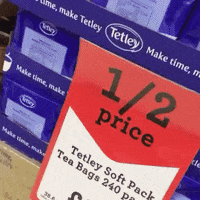 Make time, make Tetley
Tetley
Tetley
Make time, make
Make time, m
Tetley
1/2
price
Tetley Soft Pack
Tea Bags 240 pa
£